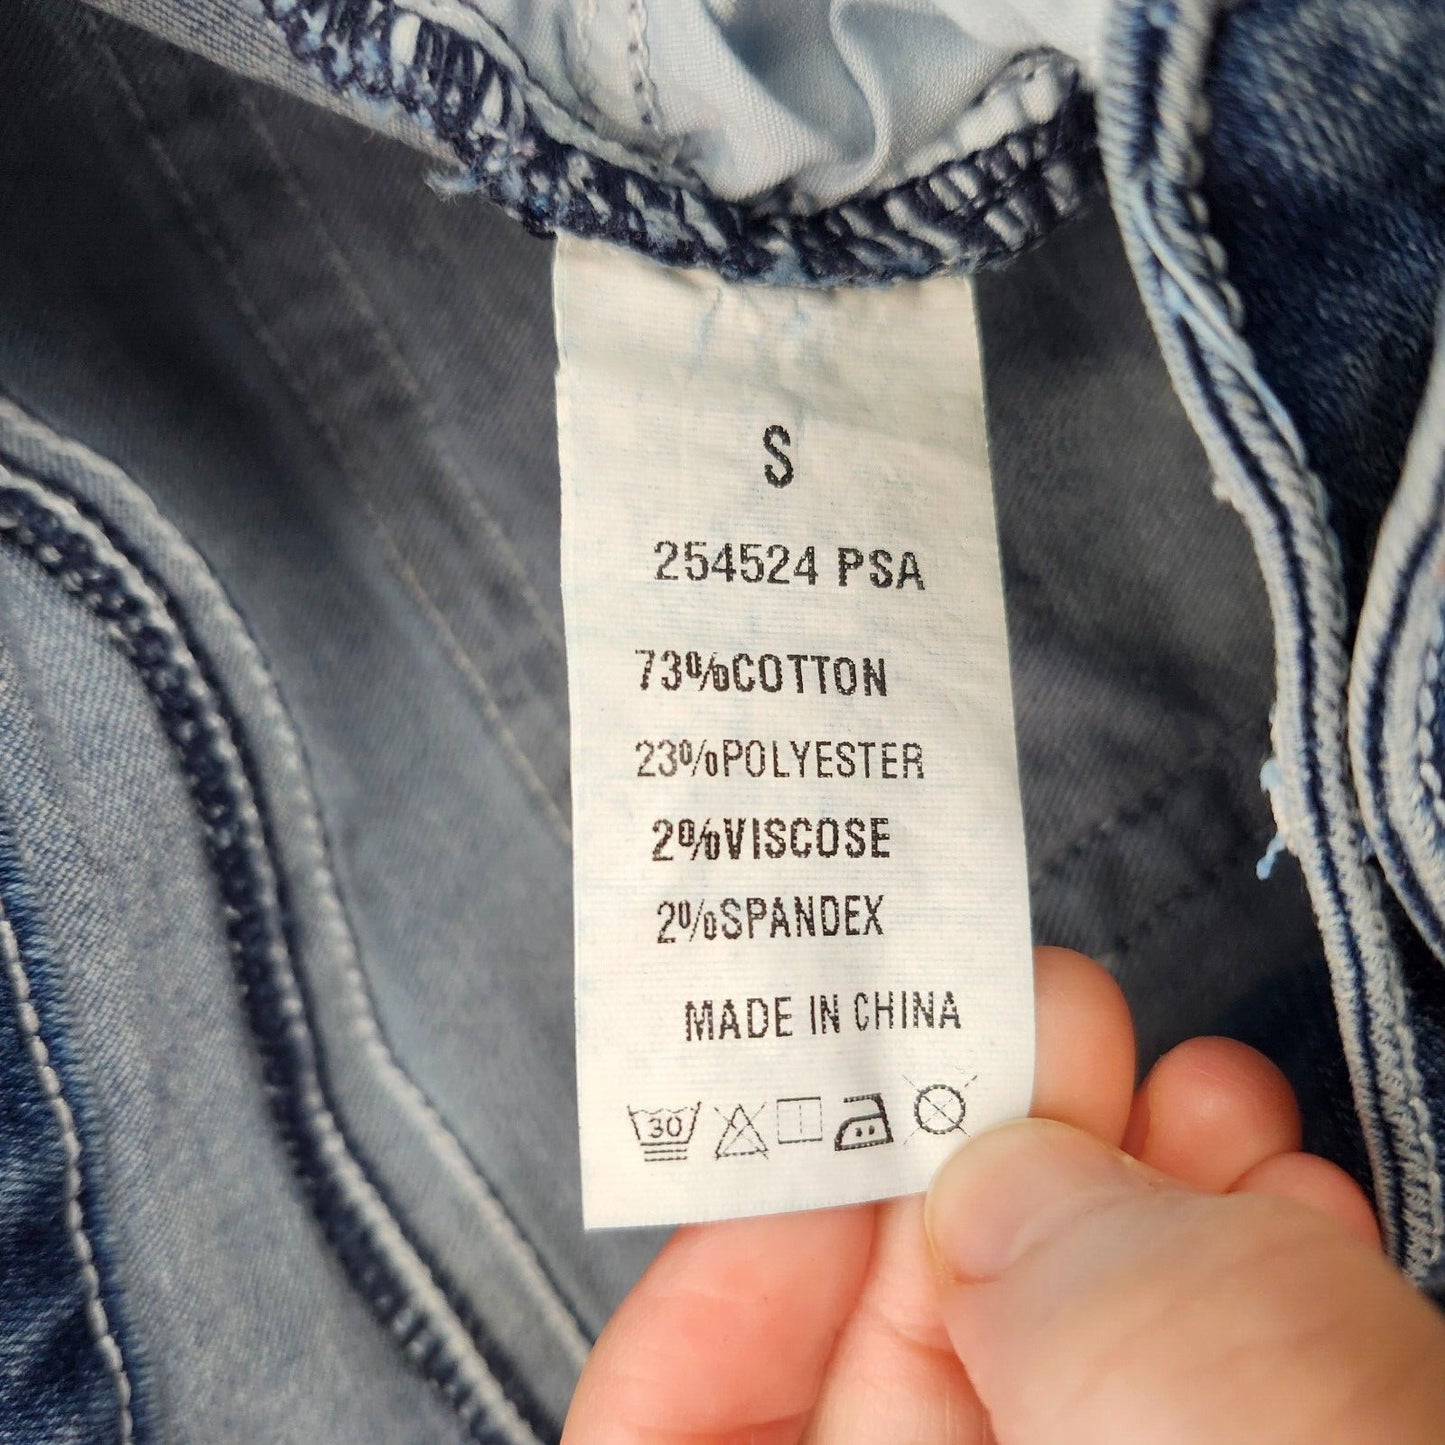 S
254524 PSA
73%COTTON
23%POLYESTER
2%VISCOSE
2%SPANDEX
MADE IN CHINA
30